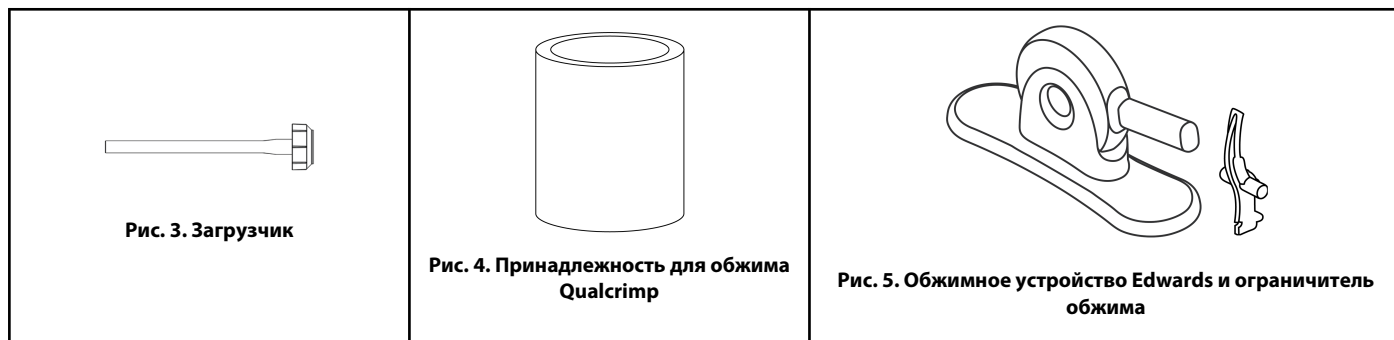 Рис. 3. Загрузчик
Рис. 4. Принадлежность для обжима
Qualcrimp
Рис. 5. Обжимное устройство Edwards и ограничитель
обжима